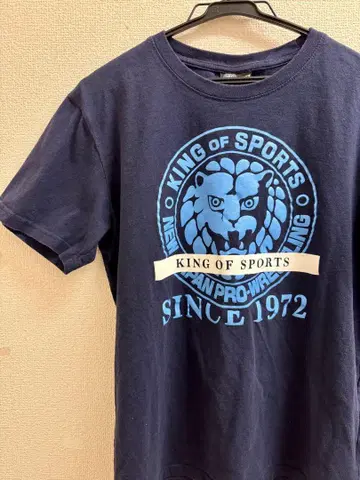 KING OF SPORTS
NEW JAPAN PRO-WRESTLING
KING OF SPORTS
SINCE 1972